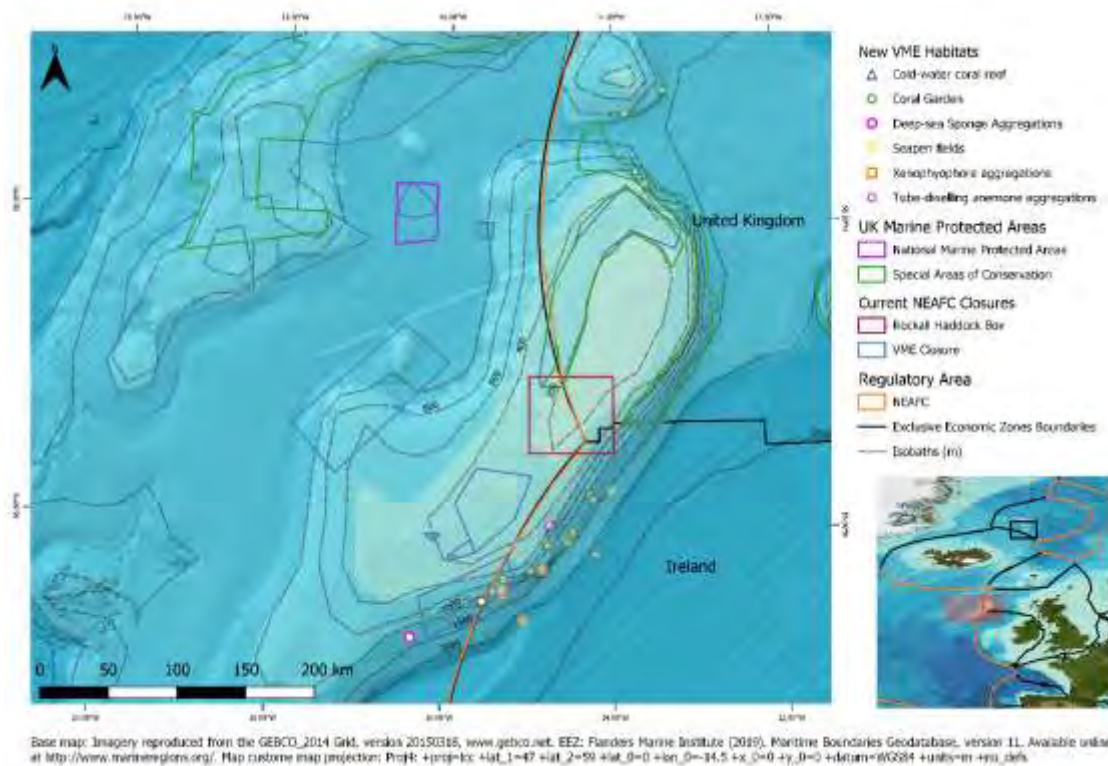 New VME Habitats
Cold-water coral reef
Coral Garden
Deep-sea Sponge Aggregations
Seapen fields
Xenophyophore aggregations
Tube-dwelling anemone aggregations
UK Marine Protected Areas
National Marine Protected Areas
Special Areas of Conservation
Current NEAFC Closures
Rockall Haddock Box
VME Closure
Regulatory Area
NEAFC
Exclusive Economic Zones Boundaries
Isobaths (m)
United Kingdom
Ireland
0 50 100 150 200 km
Base map: Imagery reproduced from the GEBCO_2014 Grid, version 20150318, www.gebco.net. EEZ: Flanders Marine Institute (2019). Maritime Boundaries Geodatabase, version 11. Available online
at http://www.marineregions.org/. Map custome map projection: Proj4: +proj=lcc +lat_1=47 +lat_2=59 +lat_0=0 +lon_0=-14.5 +x_0=0 +y_0=0 +datum=WGS84 +units=m +no_defs